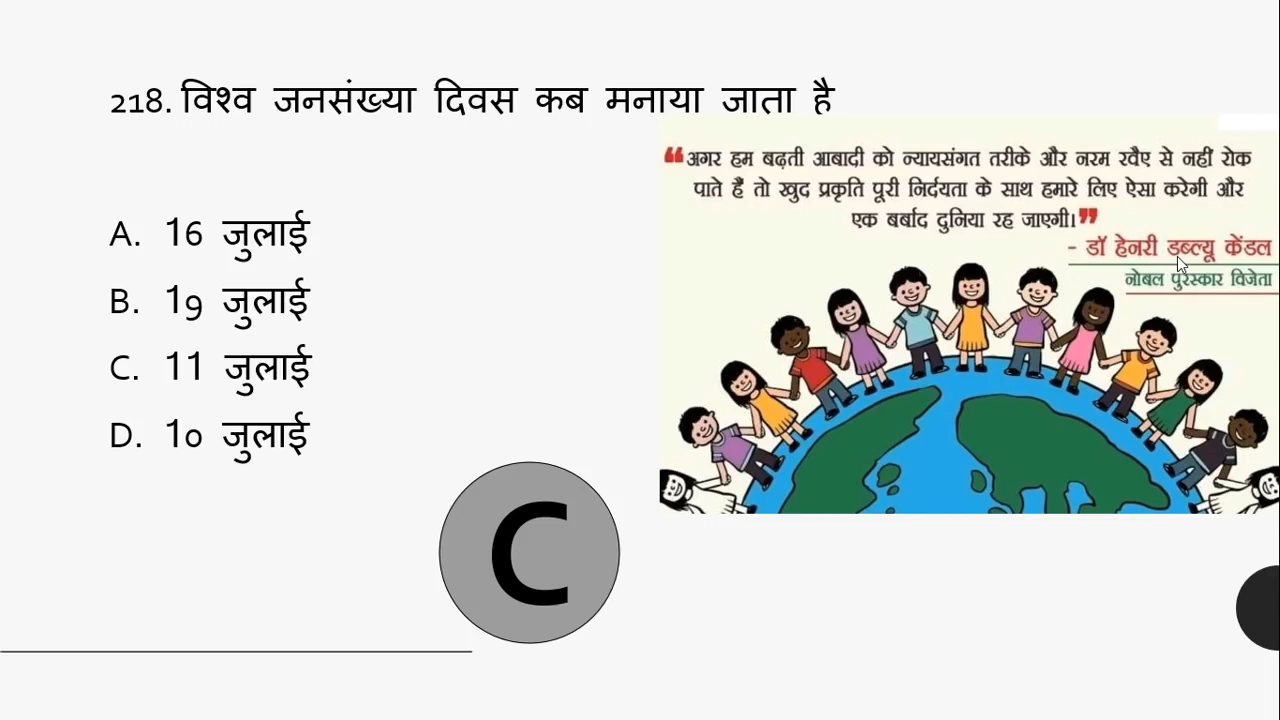 218. विश्व जनसंख्या दिवस कब मनाया जाता है
❝अगर हम बढ़ती आबादी को न्यायसंगत तरीके और नरम रवैए से नहीं रोक
पाते हैं तो खुद प्रकृति पूरी निर्दयता के साथ हमारे लिए ऐसा करेगी और
एक बर्बाद दुनिया रह जाएगी।❞
- डॉ हेनरी डब्ल्यू केंडल
नोबल पुरस्कार विजेता
A. 16 जुलाई
B. 19 जुलाई
C. 11 जुलाई
D. 10 जुलाई
C